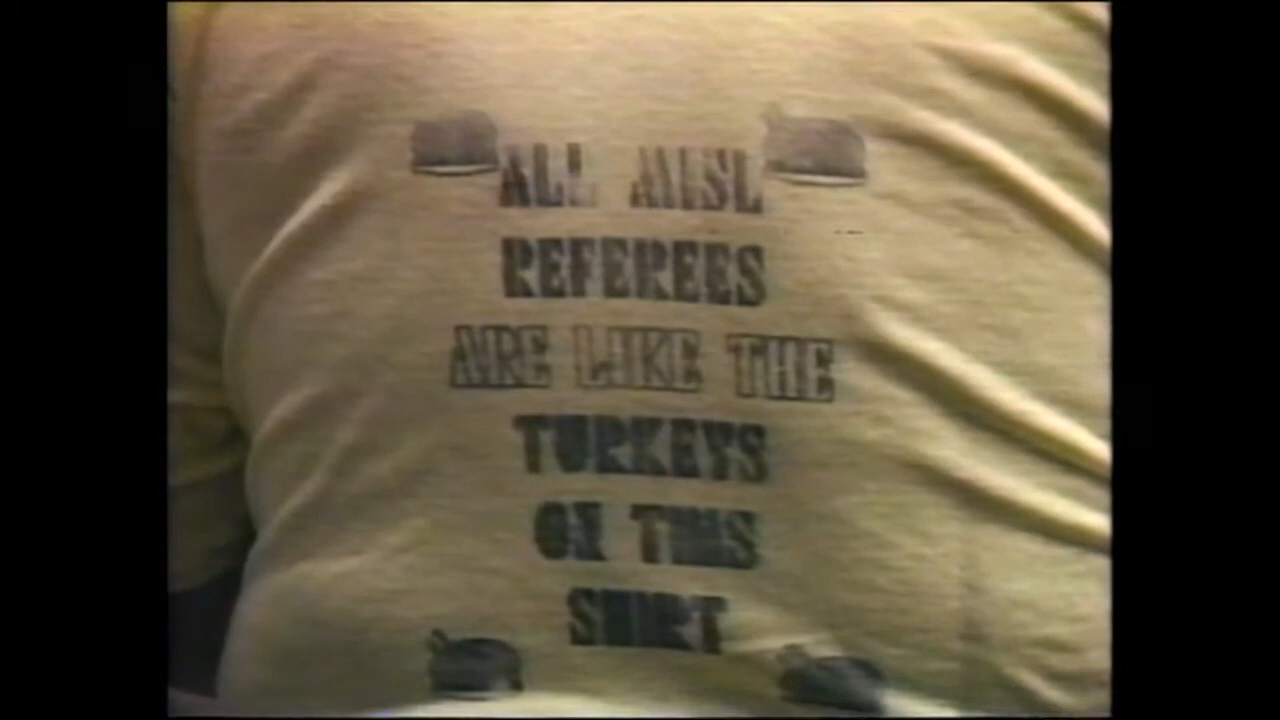 ALL MISL
REFEREES
ARE LIKE THE
TURKEYS
ON THIS
SHIRT